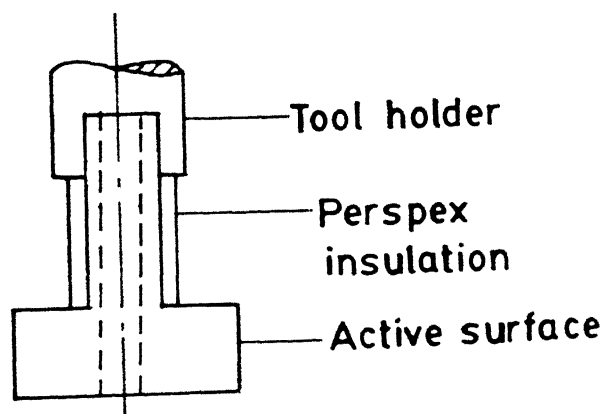 Tool holder
Perspex
insulation
Active surface